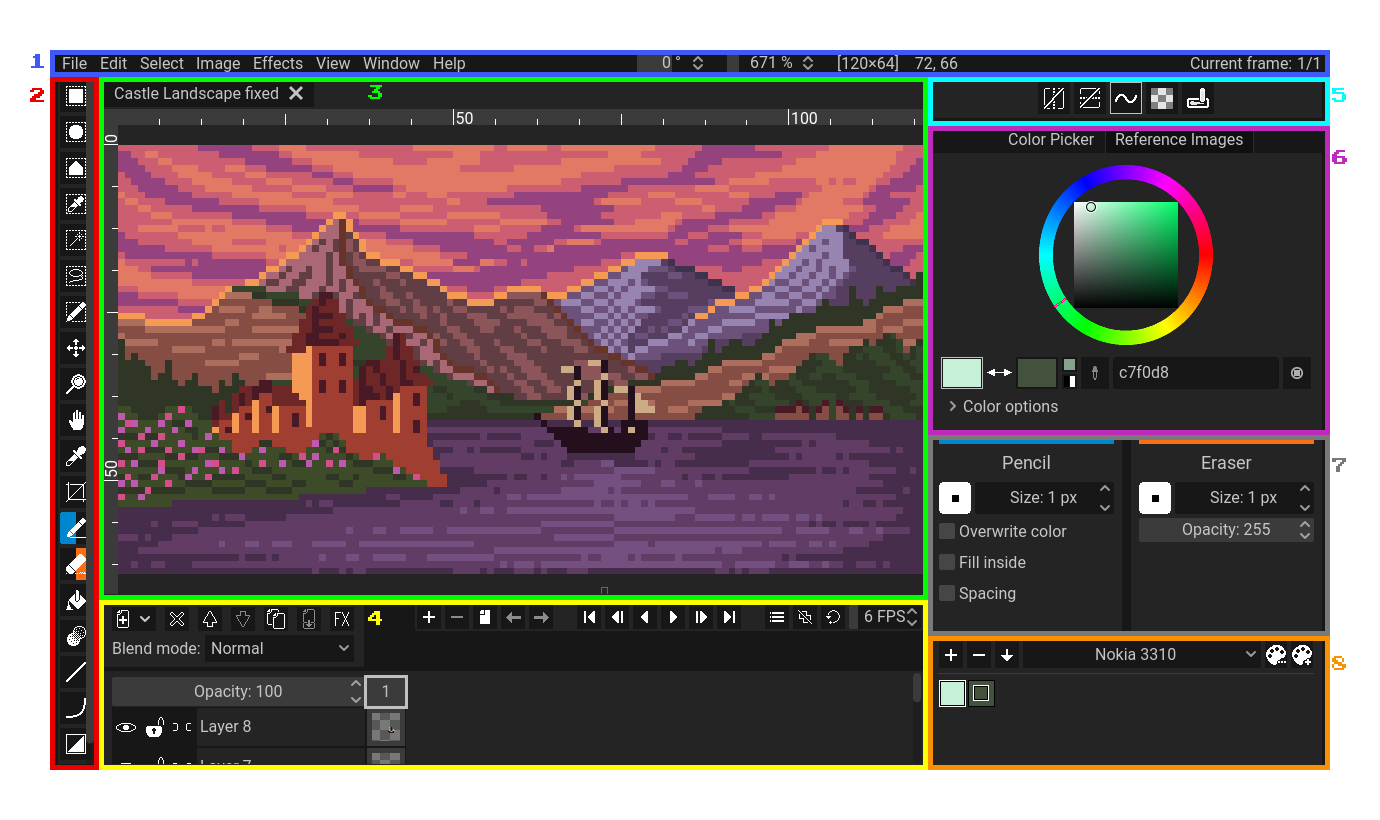 1 File Edit Select Image Effects View Window Help 0 ° 671 % [120×64] 72, 66 Current frame: 1/1
2 Castle Landscape fixed 3
50 100
0
50
5
Color Picker Reference Images 6
c7f0d8
Color options
7
Pencil Eraser
Size: 1 px Size: 1 px
Overwrite color Opacity: 255
Fill inside
Spacing
FX 4 6 FPS
Blend mode: Normal
Opacity: 100 1
Layer 8
Nokia 3310 8